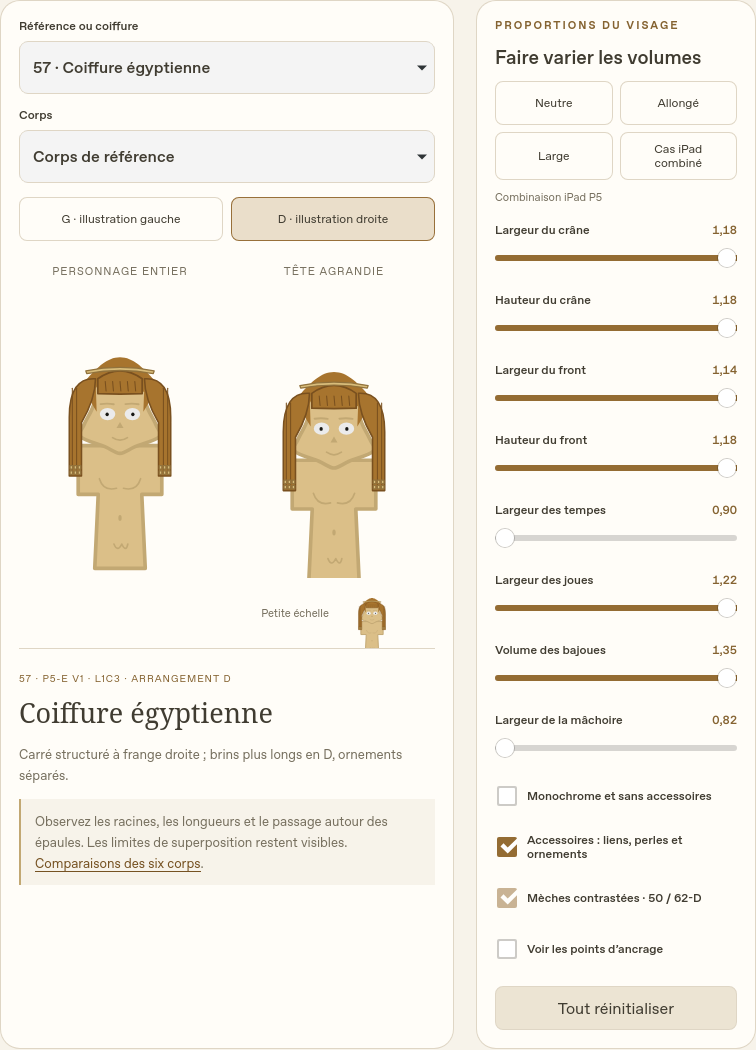 Référence ou coiffure
57 · Coiffure égyptienne
Corps
Corps de référence
G · illustration gauche
D · illustration droite
PERSONNAGE ENTIER
TÊTE AGRANDIE
Petite échelle
57 · P5-E V1 · L1C3 · ARRANGEMENT D
Coiffure égyptienne
Carré structuré à frange droite ; brins plus longs en D, ornements
séparés.
Observez les racines, les longueurs et le passage autour des
épaules. Les limites de superposition restent visibles.
Comparaisons des six corps.
PROPORTIONS DU VISAGE
Faire varier les volumes
Neutre
Allongé
Large
Cas iPad
combiné
Combinaison iPad P5
Largeur du crâne 1,18
Hauteur du crâne 1,18
Largeur du front 1,14
Hauteur du front 1,18
Largeur des tempes 0,90
Largeur des joues 1,22
Volume des bajoues 1,35
Largeur de la mâchoire 0,82
Monochrome et sans accessoires
Accessoires : liens, perles et
ornements
Mèches contrastées · 50 / 62-D
Voir les points d’ancrage
Tout réinitialiser